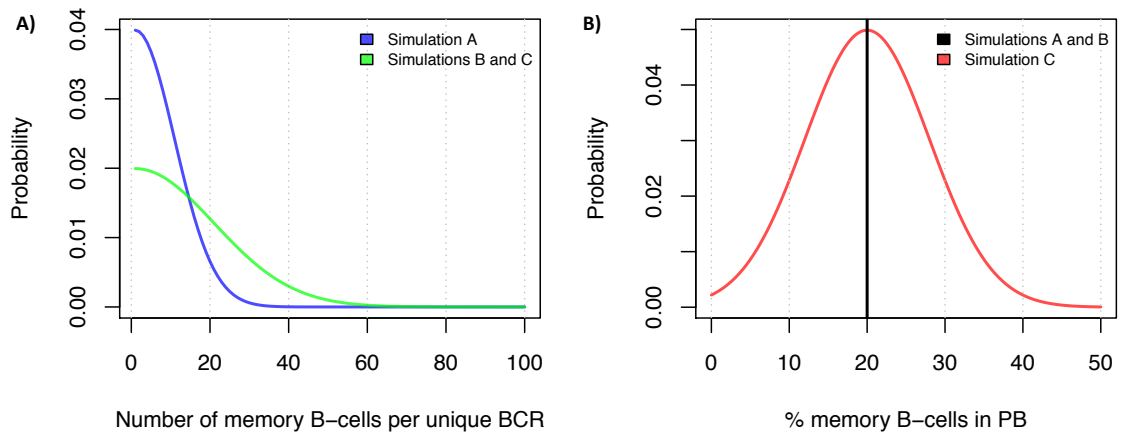 A)
Probability
0.04
0.03
0.02
0.01
0.00
Simulation A
Simulations B and C
0 20 40 60 80 100
Number of memory B−cells per unique BCR
B)
Probability
0.04
0.02
0.00
Simulations A and B
Simulation C
0 10 20 30 40 50
% memory B−cells in PB